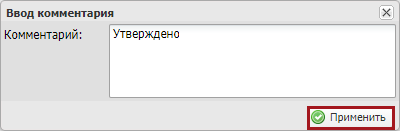 Ввод комментария
Комментарий: Утверждено
Применить